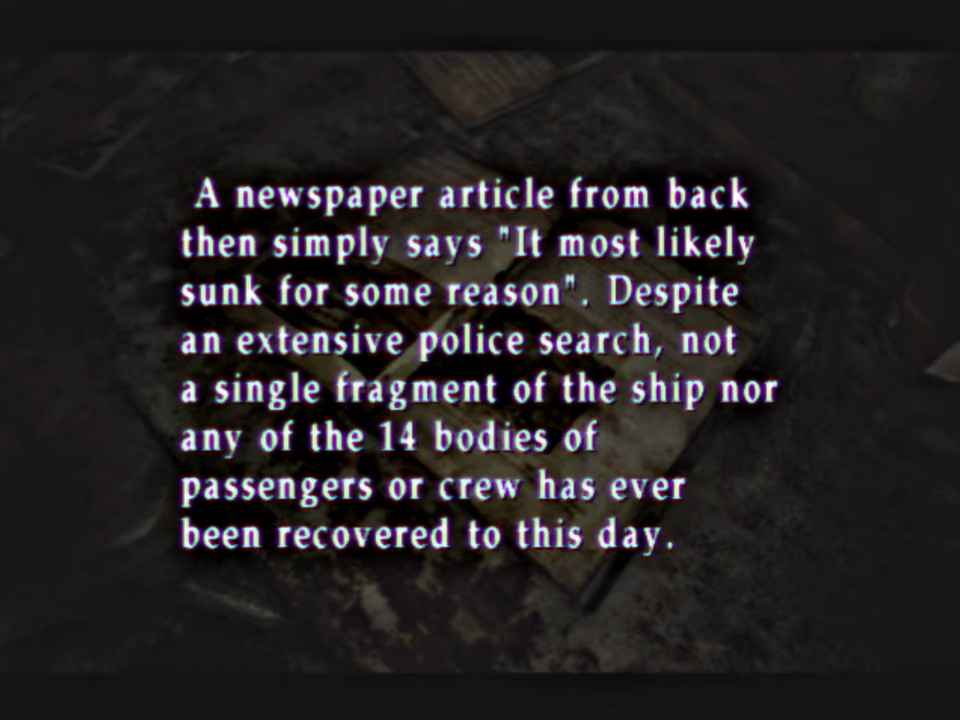 A newspaper article from back
then simply says "It most likely
sunk for some reason". Despite
an extensive police search, not
a single fragment of the ship nor
any of the 14 bodies of
passengers or crew has ever
been recovered to this day.